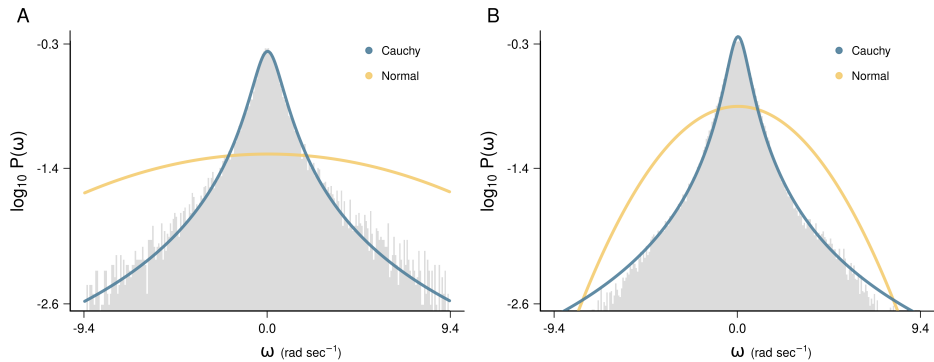 A
-0.3
-1.4
-2.6
log10 P(ω)
Cauchy
Normal
-9.4
0.0
9.4
ω (rad sec⁻¹)
B
-0.3
-1.4
-2.6
log10 P(ω)
Cauchy
Normal
-9.4
0.0
9.4
ω (rad sec⁻¹)